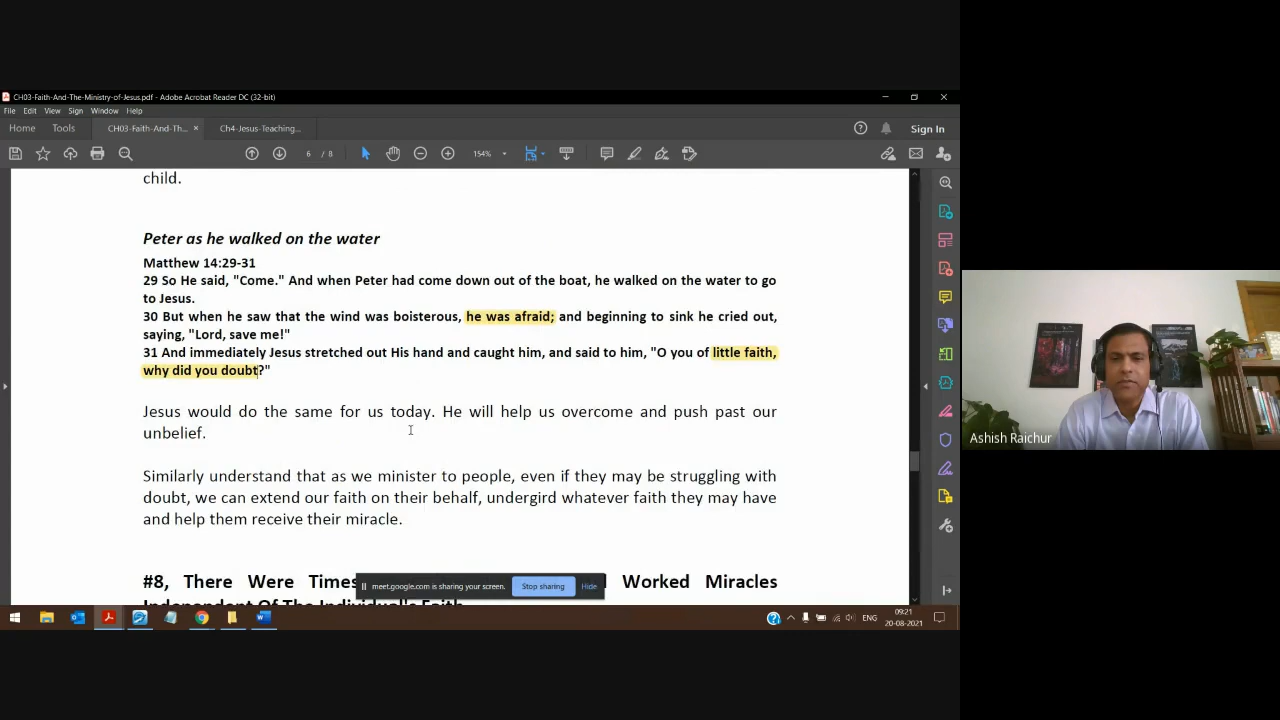 CH03-Faith-And-The-Ministry-of-Jesus.pdf - Adobe Acrobat Reader DC (32-bit)
File Edit View Sign Window Help
Home Tools CH03-Faith-And-Th... × Ch4-Jesus-Teaching... Sign In
6 / 8 154%
child.
Peter as he walked on the water
Matthew 14:29-31
29 So He said, "Come." And when Peter had come down out of the boat, he walked on the water to go
to Jesus.
30 But when he saw that the wind was boisterous, he was afraid; and beginning to sink he cried out,
saying, "Lord, save me!"
31 And immediately Jesus stretched out His hand and caught him, and said to him, "O you of little faith,
why did you doubt?"
Jesus would do the same for us today. He will help us overcome and push past our
unbelief.
Similarly understand that as we minister to people, even if they may be struggling with
doubt, we can extend our faith on their behalf, undergird whatever faith they may have
and help them receive their miracle.
#8, There Were Times Worked Miracles
Independent Of The Individual's Faith
meet.google.com is sharing your screen. Stop sharing Hide
Ashish Raichur
ENG
09:21
20-08-2021